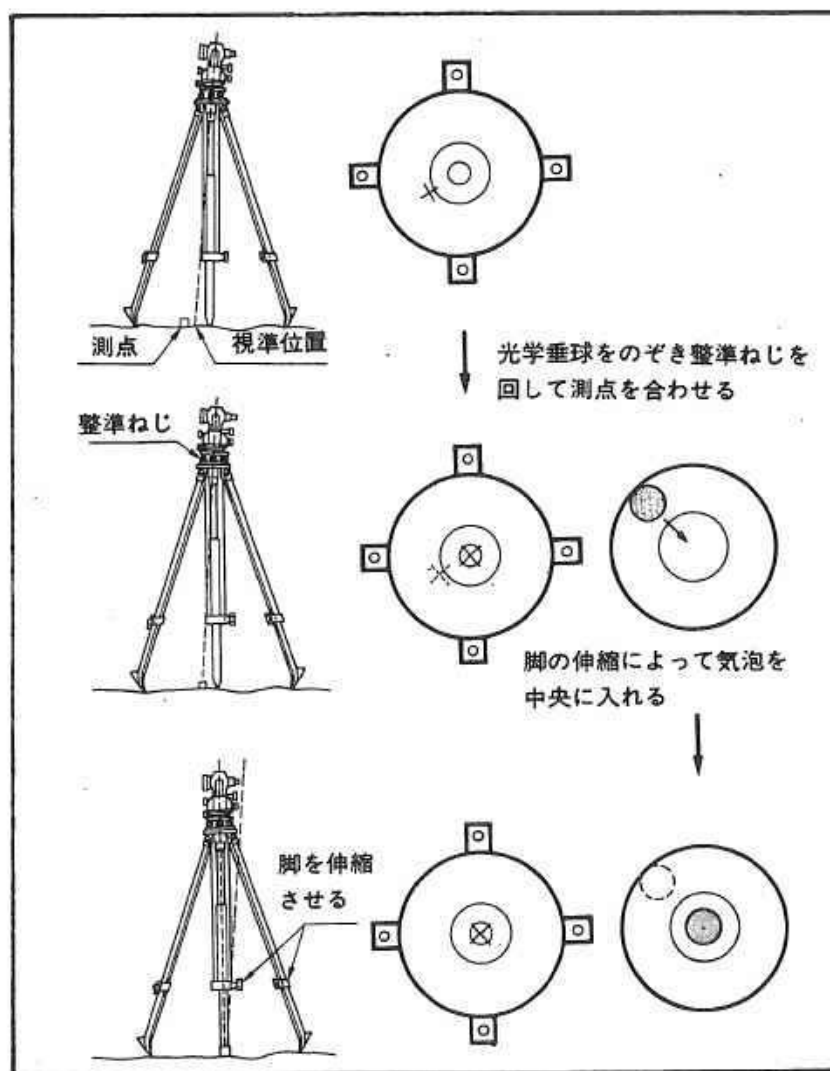 測点
視準位置
光学垂球をのぞき整準ねじを
回して測点を合わせる
整準ねじ
脚の伸縮によって気泡を
中央に入れる
脚を伸縮
させる